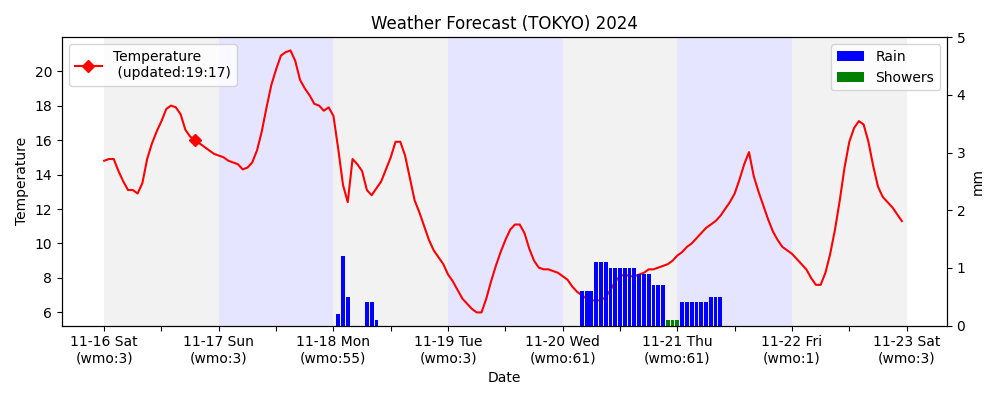 Weather Forecast (TOKYO) 2024
Temperature
(updated:19:17)
Rain
Showers
Temperature
20
18
16
14
12
10
8
6
5
4
3
2
1
0
mm
11-16 Sat
(wmo:3)
11-17 Sun
(wmo:3)
11-18 Mon
(wmo:55)
11-19 Tue
(wmo:3)
11-20 Wed
(wmo:61)
11-21 Thu
(wmo:61)
11-22 Fri
(wmo:1)
11-23 Sat
(wmo:3)
Date